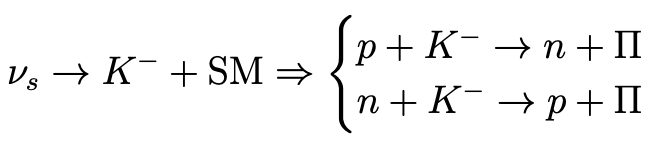 ν_s → K⁻ + SM ⇒ { p + K⁻ → n + Π
n + K⁻ → p + Π